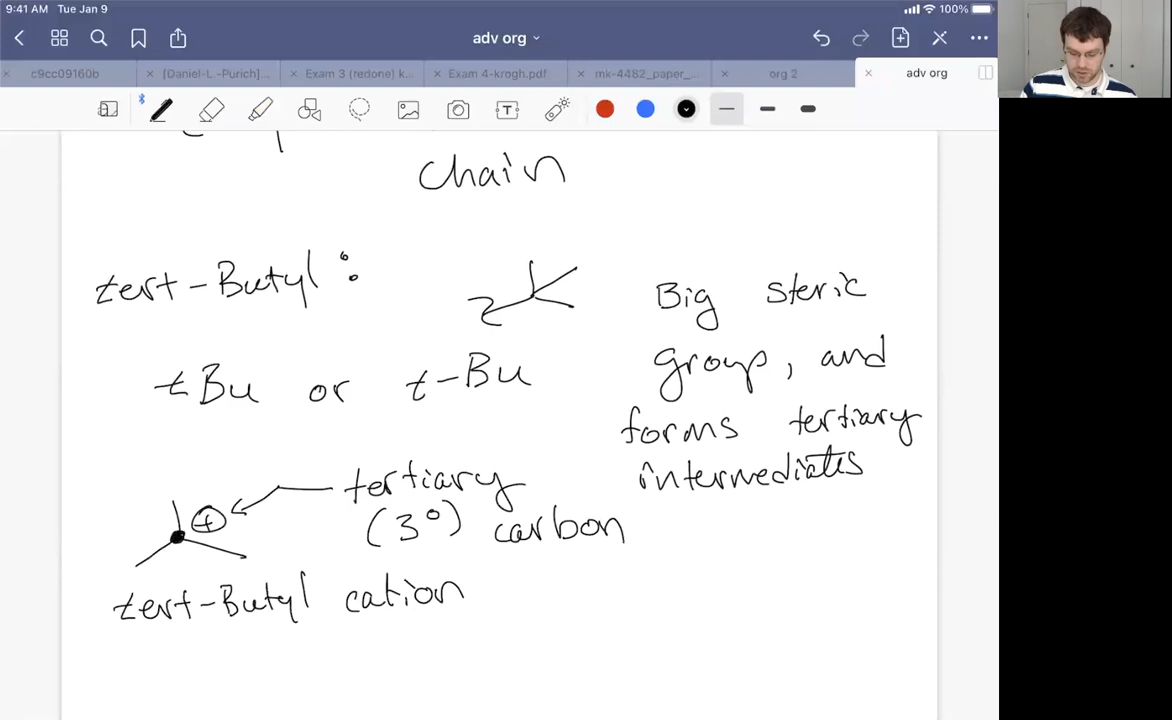 9:41 AM Tue Jan 9
100%
adv org
c9cc09160b
[Daniel-L.-Purich]...
Exam 3 (redone) k...
Exam 4-krogh.pdf
mk-4482_paper_...
org 2
adv org
T
chain
tert-Butyl:
Big steric
group, and
forms tertiary
intermediates
tBu or t-Bu
tertiary
(3°) carbon
+
tert-Butyl cation